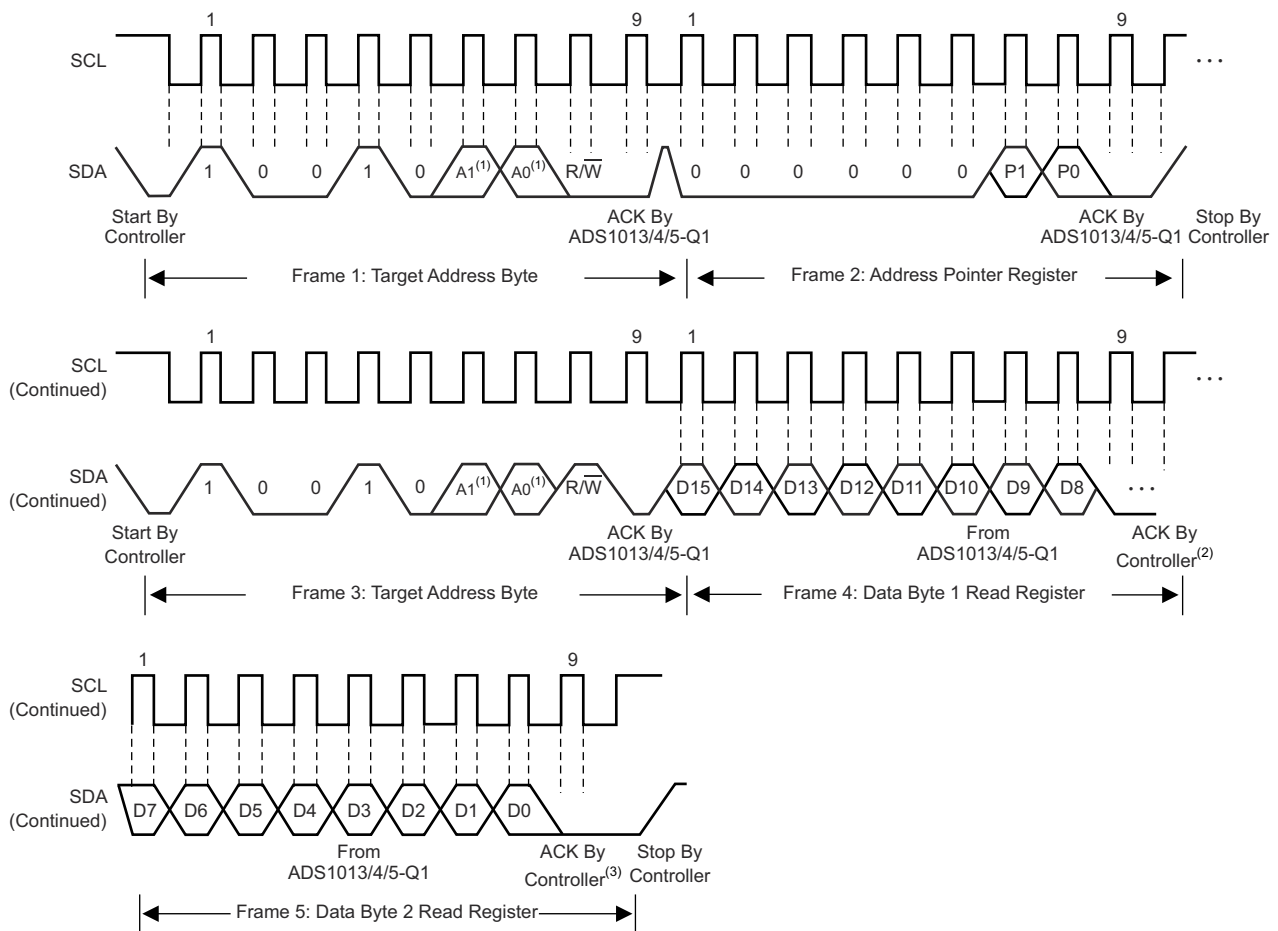 1 9 1 9
SCL ...
SDA 1 0 0 1 0 A1(1) A0(1) R/W̅ 0 0 0 0 0 0 P1 P0
Start By Controller
ACK By ADS1013/4/5-Q1
ACK By ADS1013/4/5-Q1
Stop By Controller
Frame 1: Target Address Byte
Frame 2: Address Pointer Register
1 9 1 9
SCL (Continued) ...
SDA (Continued) 1 0 0 1 0 A1(1) A0(1) R/W̅ D15 D14 D13 D12 D11 D10 D9 D8 ...
Start By Controller
ACK By ADS1013/4/5-Q1
From ADS1013/4/5-Q1
ACK By Controller(2)
Frame 3: Target Address Byte
Frame 4: Data Byte 1 Read Register
1 9
SCL (Continued)
SDA (Continued) D7 D6 D5 D4 D3 D2 D1 D0
From ADS1013/4/5-Q1
ACK By Controller(3)
Stop By Controller
Frame 5: Data Byte 2 Read Register